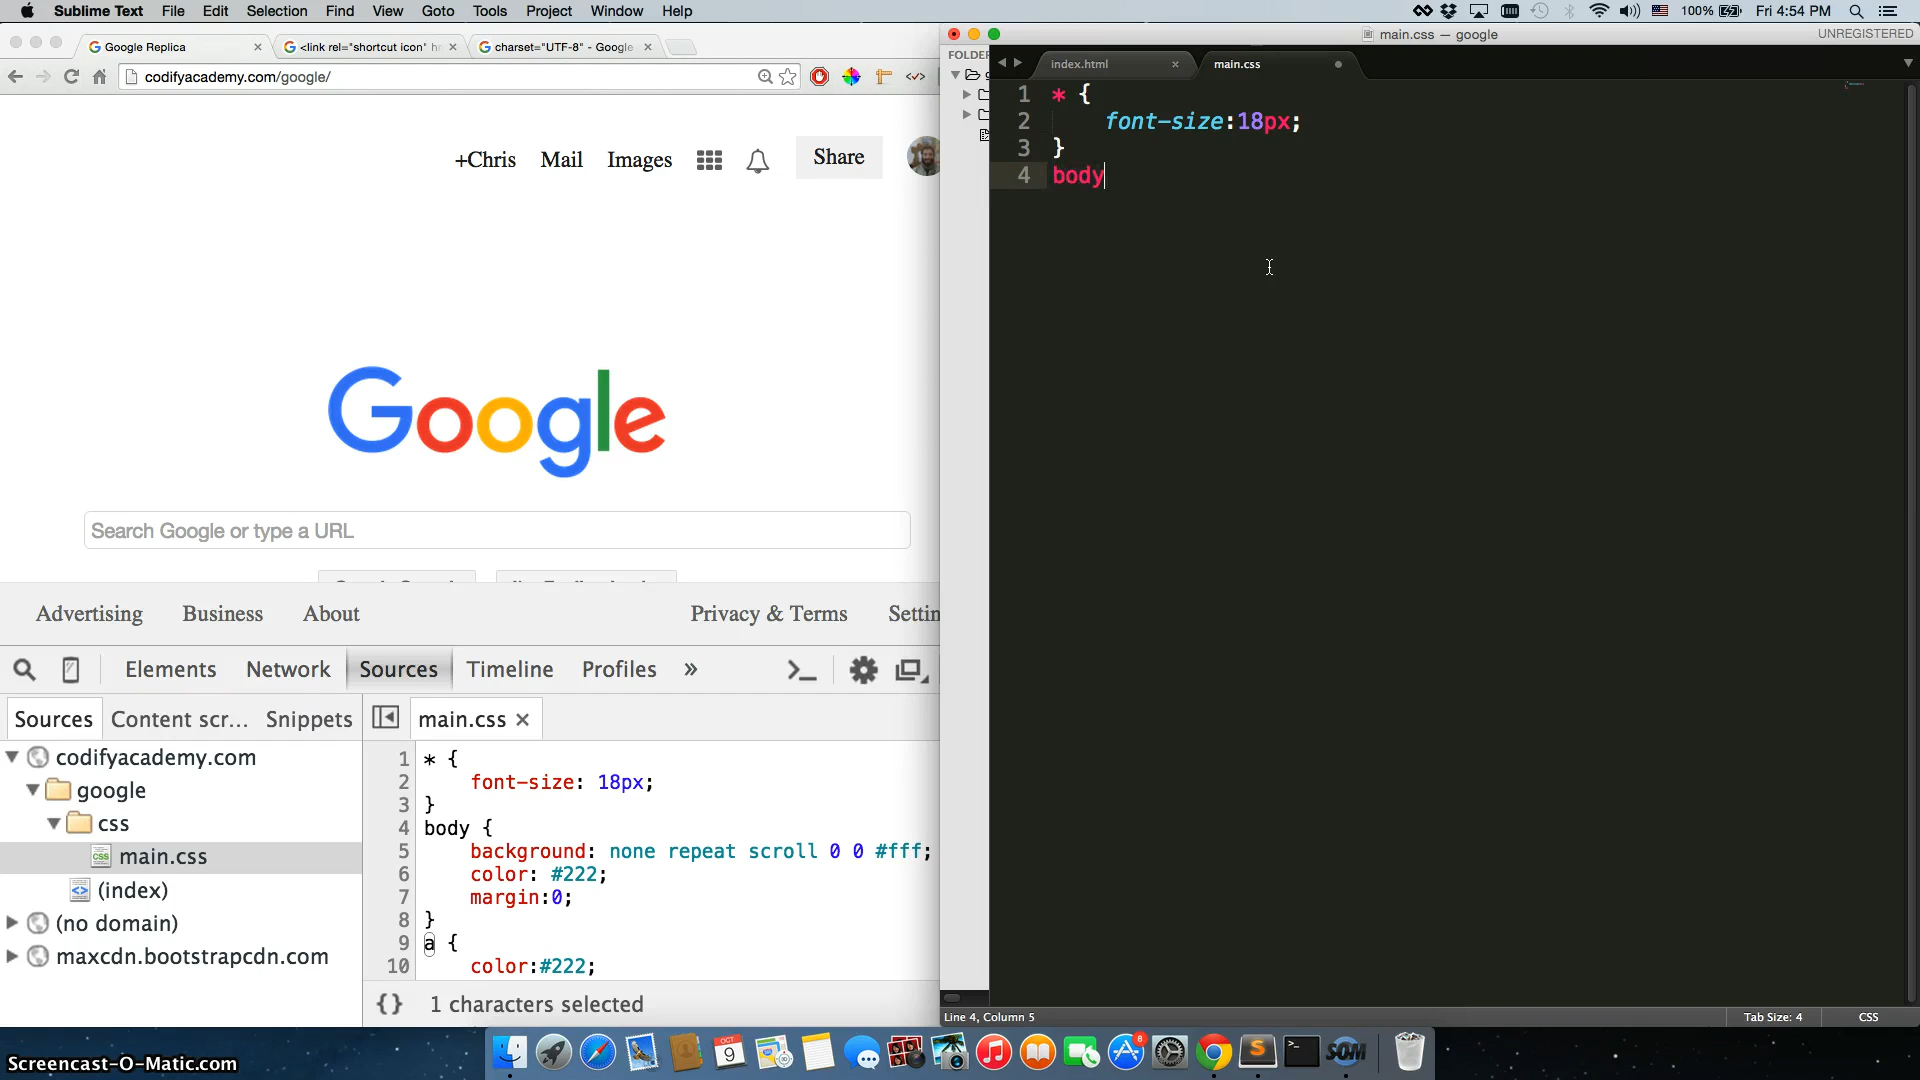 Sublime Text File Edit Selection Find View Goto Tools Project Window Help 100% Fri 4:54 PM
Google Replica
<link rel="shortcut icon"
charset="UTF-8" - Google
codifyacademy.com/google/
+Chris Mail Images Share
Google
Search Google or type a URL
Advertising Business About Privacy & Terms Settin
Elements Network Sources Timeline Profiles »
Sources Content scr... Snippets
codifyacademy.com
google
css
main.css
(index)
(no domain)
maxcdn.bootstrapcdn.com
main.css
1 * {
2 font-size: 18px;
3 }
4 body {
5 background: none repeat scroll 0 0 #fff;
6 color: #222;
7 margin:0;
8 }
9 a {
10 color:#222;
{} 1 characters selected
main.css — google
UNREGISTERED
FOLDER
index.html
main.css
1 * {
2 font-size:18px;
3 }
4 body
Line 4, Column 5
Tab Size: 4
CSS
OCT
9
8
S
SOM
Screencast-O-Matic.com